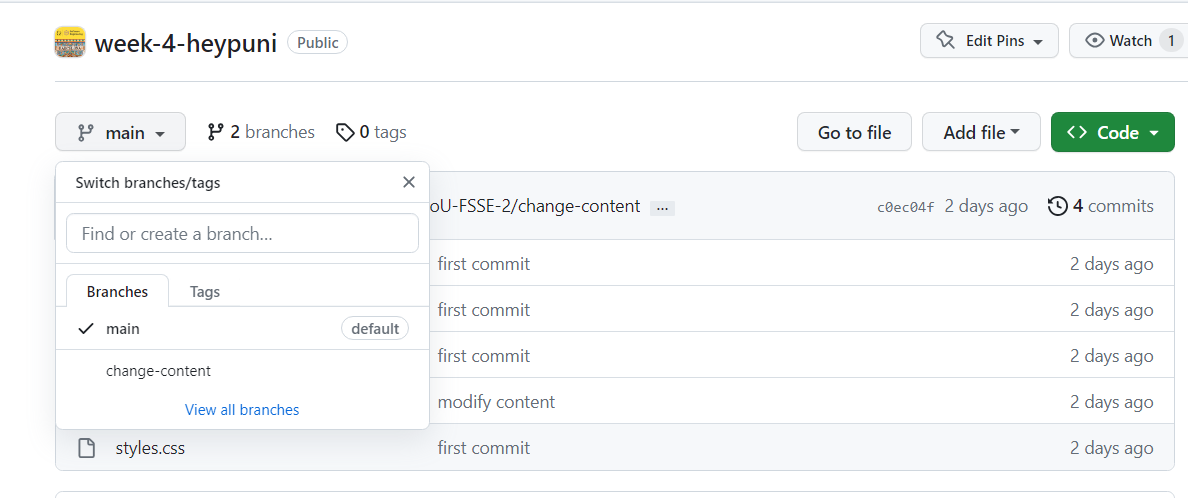 week-4-heypuni Public Edit Pins Watch 1
main 2 branches 0 tags Go to file Add file Code
Switch branches/tags
oU-FSSE-2/change-content ... c0ec04f 2 days ago 4 commits
Find or create a branch...
first commit 2 days ago
Branches Tags
first commit 2 days ago
main default
first commit 2 days ago
change-content
modify content 2 days ago
View all branches
styles.css first commit 2 days ago